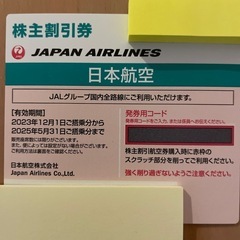 株主割引券
JAPAN AIRLINES
日本航空
JALグループ国内全路線にご利用いただけます。
【有効期間】
2023年12月1日ご搭乗分から
2025年5月31日ご搭乗分まで
日本航空株式会社
Japan Airlines Co.,Ltd.
発券用コード
株主割引航空券購入時に赤枠の
スクラッチ部分を削ってご利用ください。
強く削り過ぎないようご注意ください。